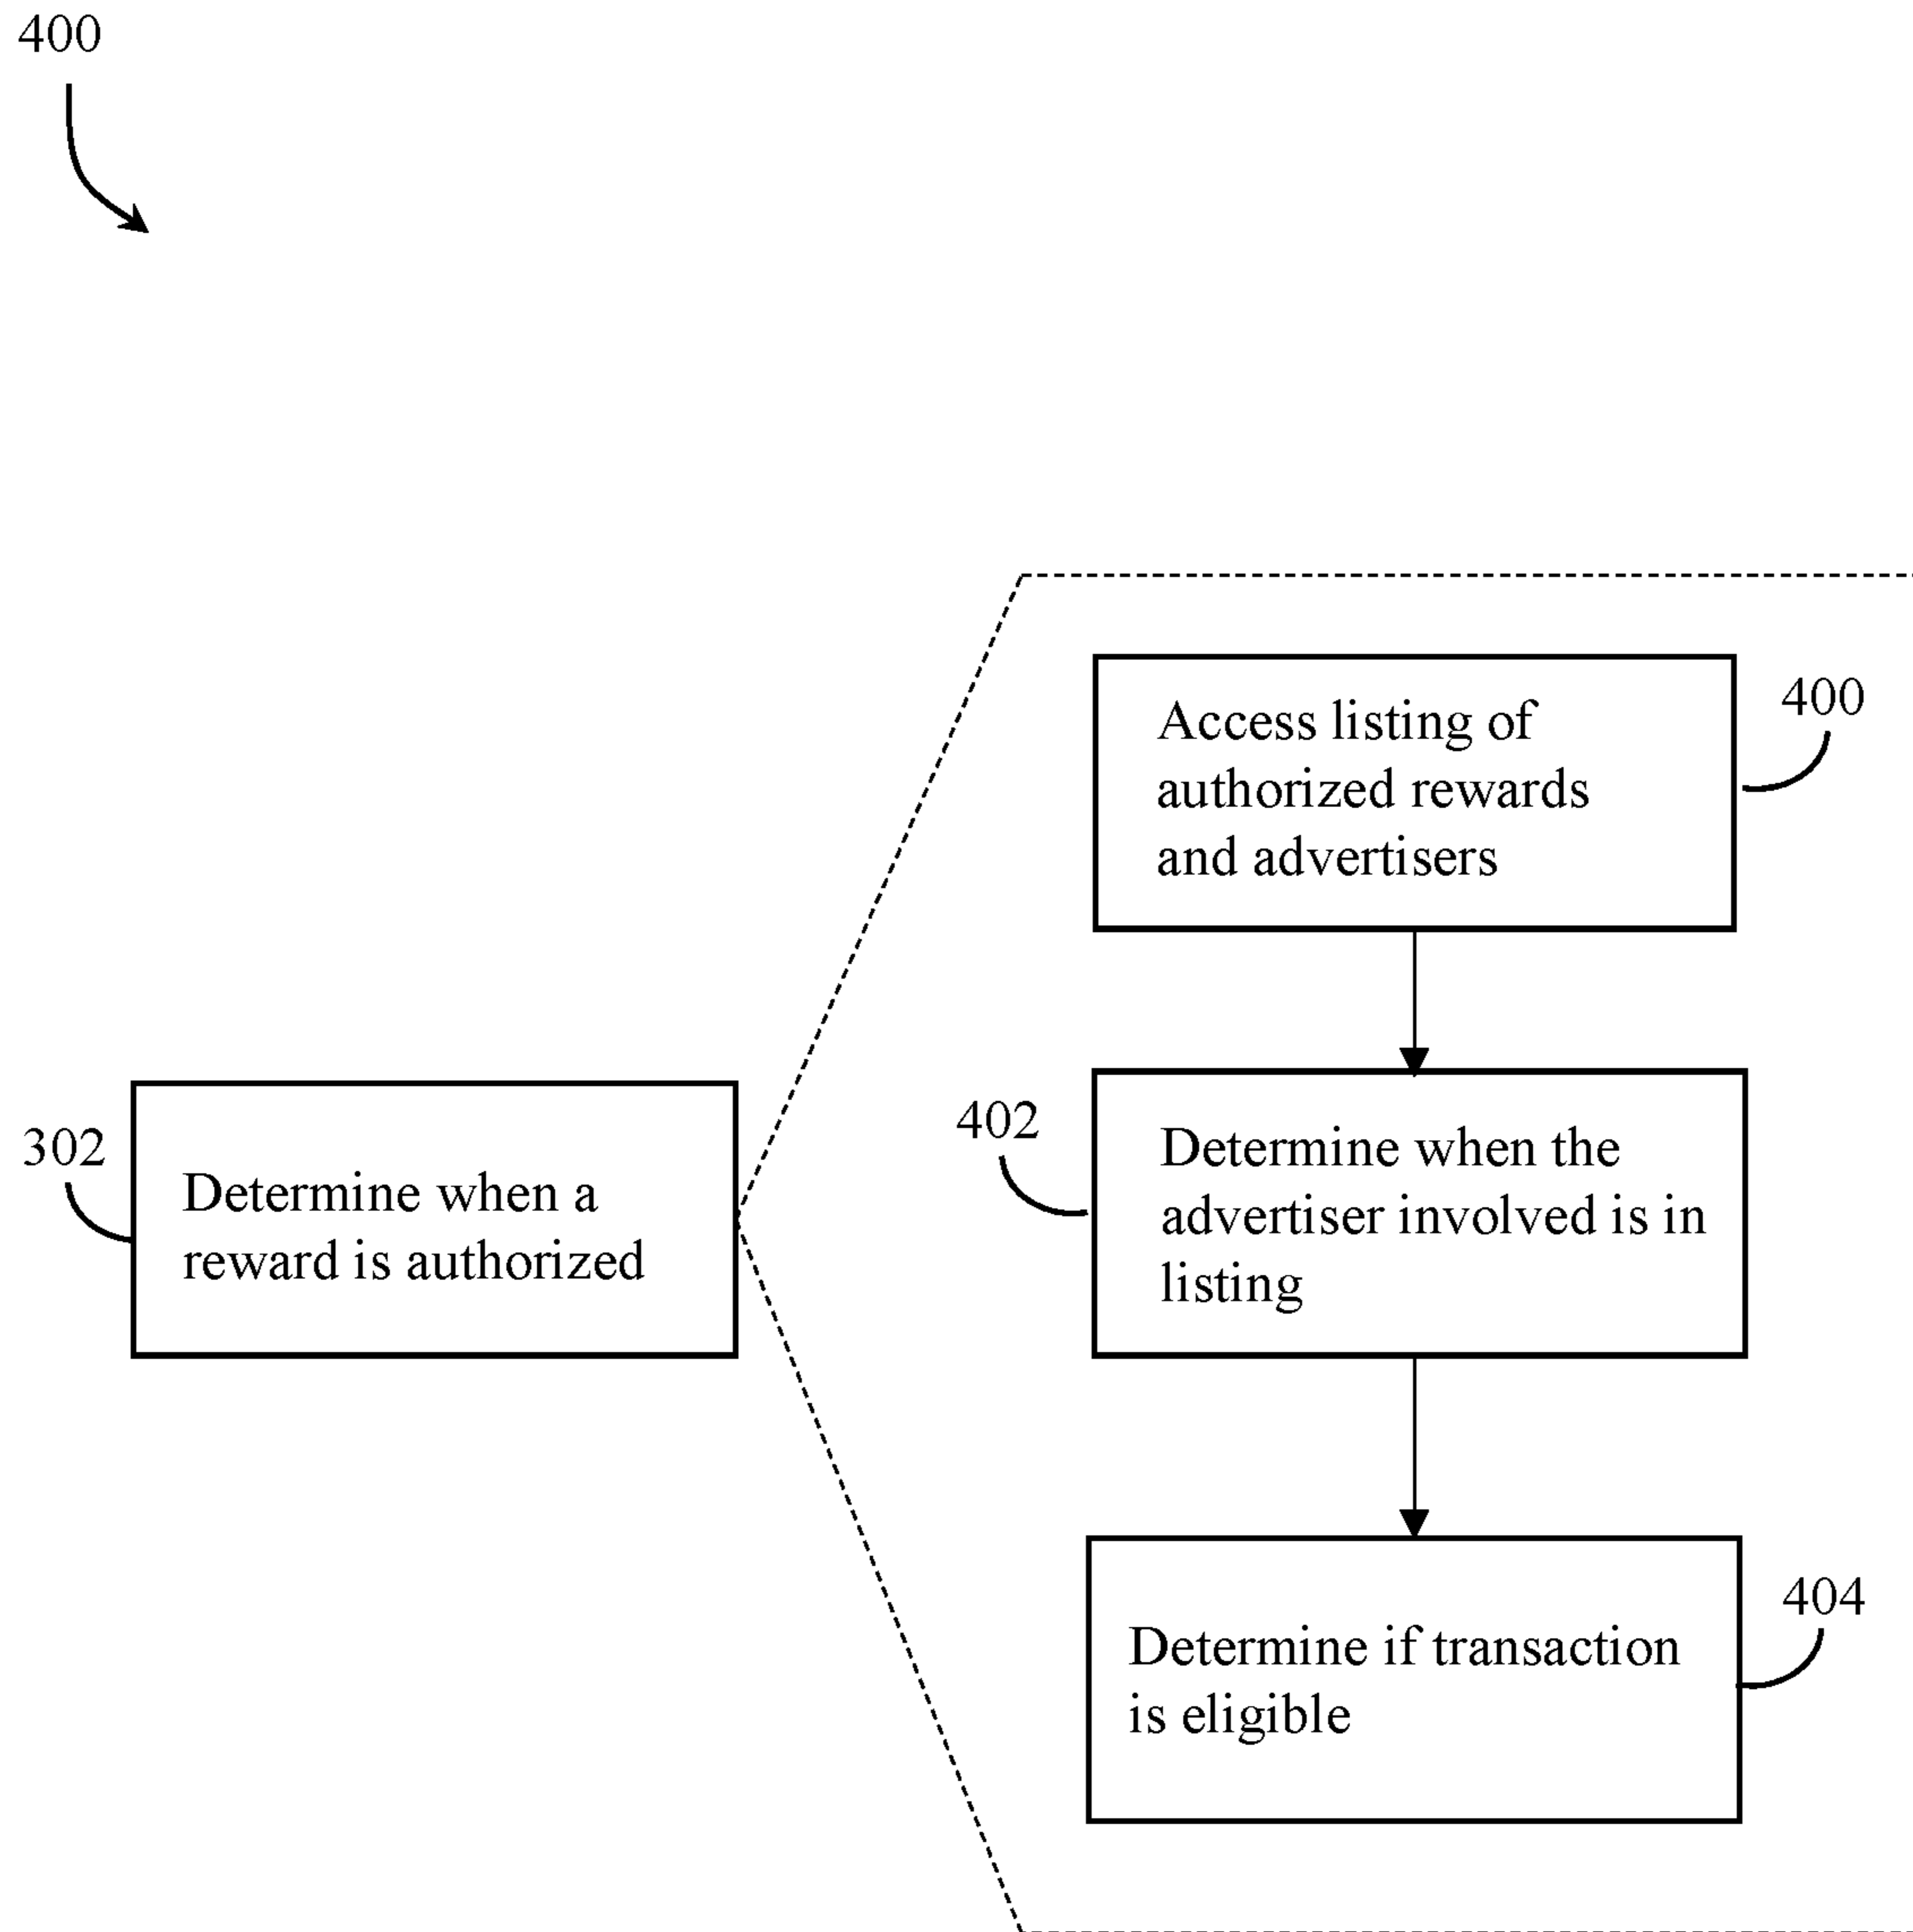 400
400
Access listing of
authorized rewards
and advertisers
402
Determine when the
advertiser involved is in
listing
302
Determine when a
reward is authorized
404
Determine if transaction
is eligible